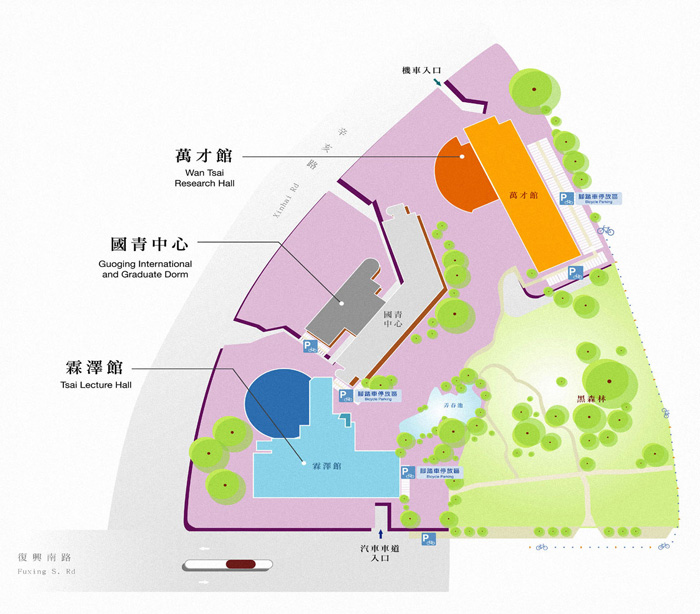 機車入口
辛亥路
Xinhai Rd
萬才館
Wan Tsai
Research Hall
萬才館
P
腳踏車停放區
Bicycle Parking
P
國青中心
Guoging International
and Graduate Dorm
國青
中心
P
霖澤館
Tsai Lecture Hall
P
腳踏車停放區
Bicycle Parking
弄春池
黑森林
霖澤館
P
腳踏車停放區
Bicycle Parking
P
汽車車道
入口
復興南路
Fuxing S. Rd